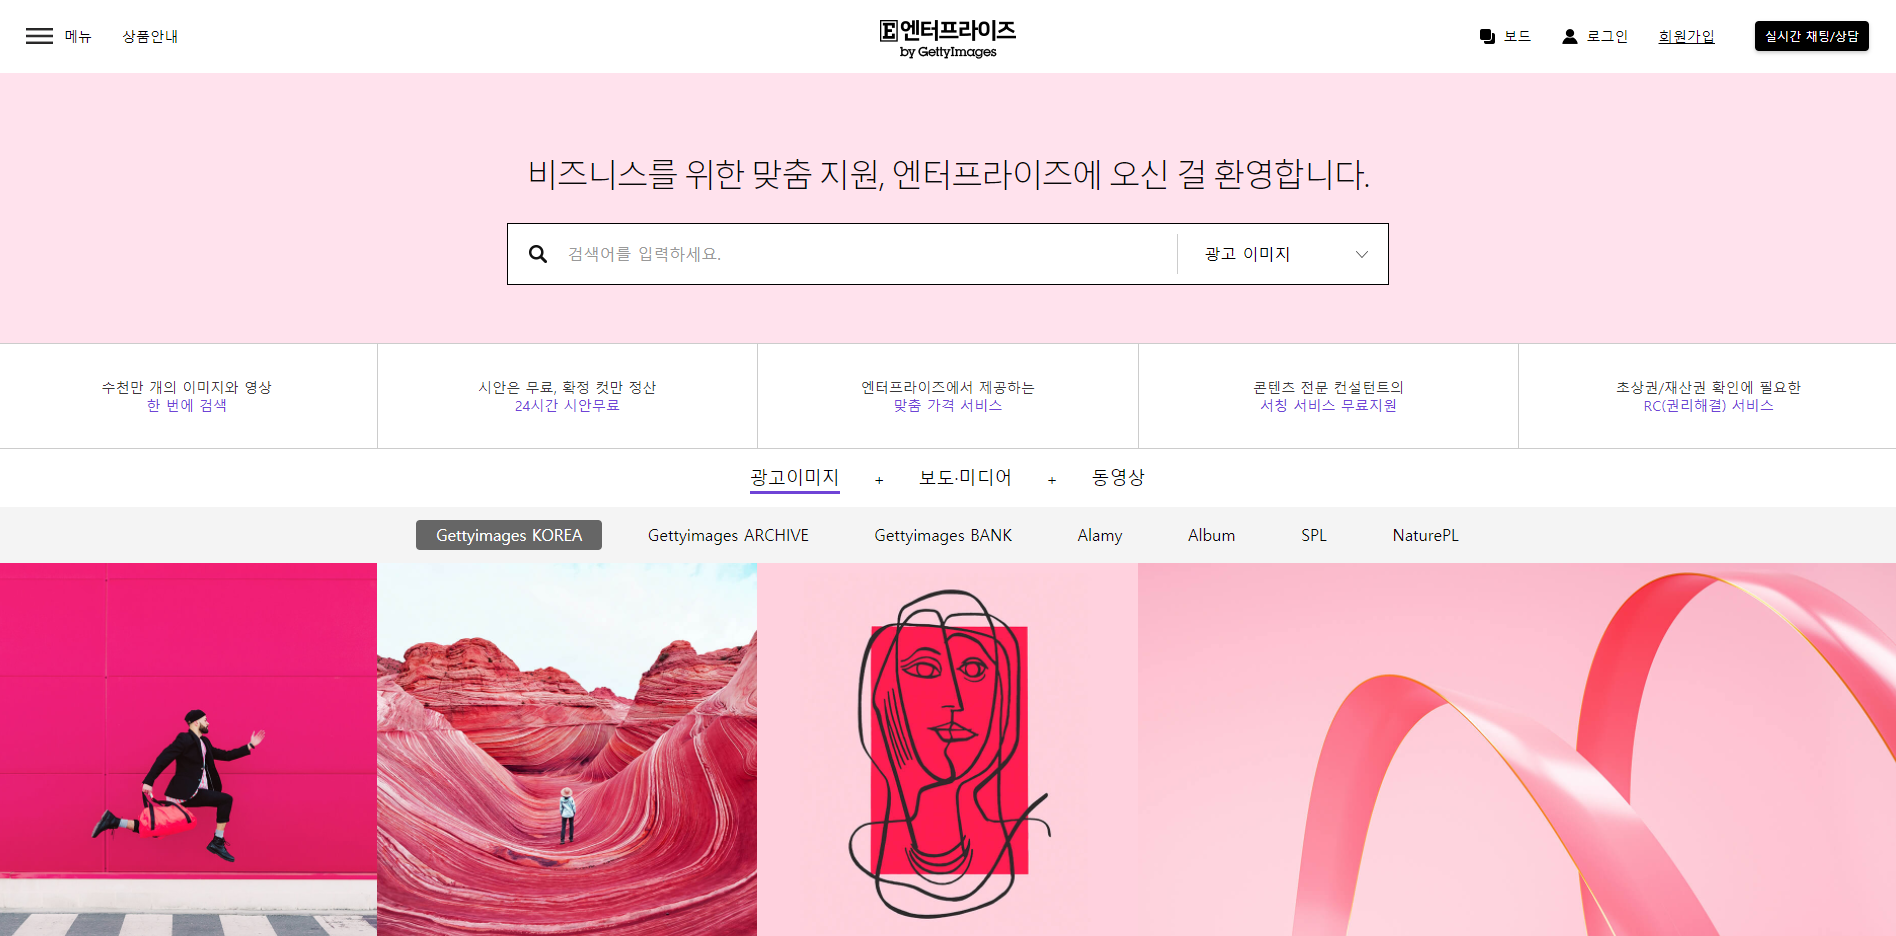 메뉴
상품안내
E엔터프라이즈
by GettyImages
보드
로그인
회원가입
실시간 채팅/상담
비즈니스를 위한 맞춤 지원, 엔터프라이즈에 오신 걸 환영합니다.
검색어를 입력하세요.
광고 이미지
수천만 개의 이미지와 영상
한 번에 검색
시안은 무료, 확정 컷만 정산
24시간 시안무료
엔터프라이즈에서 제공하는
맞춤 가격 서비스
콘텐츠 전문 컨설턴트의
서칭 서비스 무료지원
초상권/재산권 확인에 필요한
RC(권리해결) 서비스
광고이미지 + 보도·미디어 + 동영상
Gettyimages KOREA
Gettyimages ARCHIVE
Gettyimages BANK
Alamy
Album
SPL
NaturePL